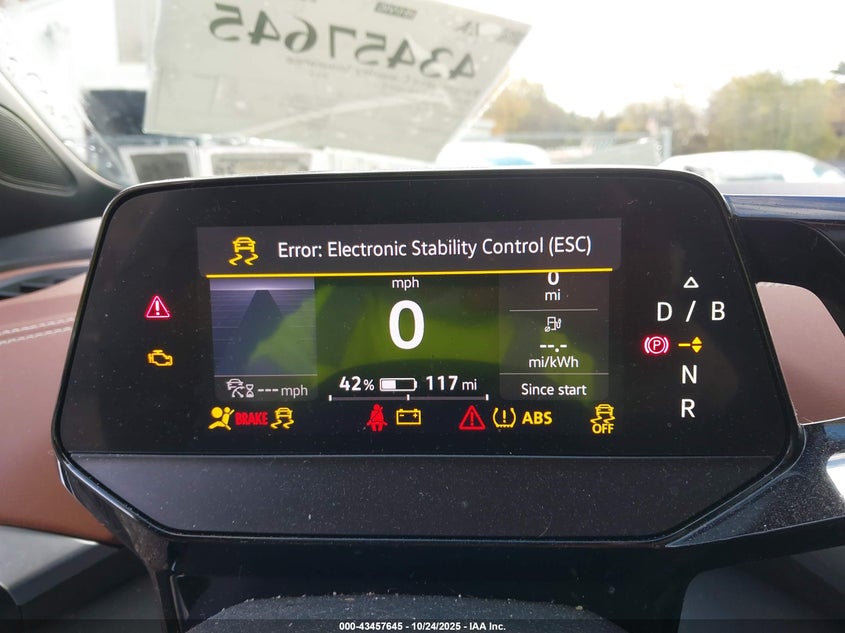 43457645
Error: Electronic Stability Control (ESC)
mph
0
0
mi
--.-
mi/kWh
--- mph
42% 117 mi
Since start
D / B
P
N
R
BRAKE
ABS
OFF
000-43457645 | 10/24/2025 - IAA Inc.